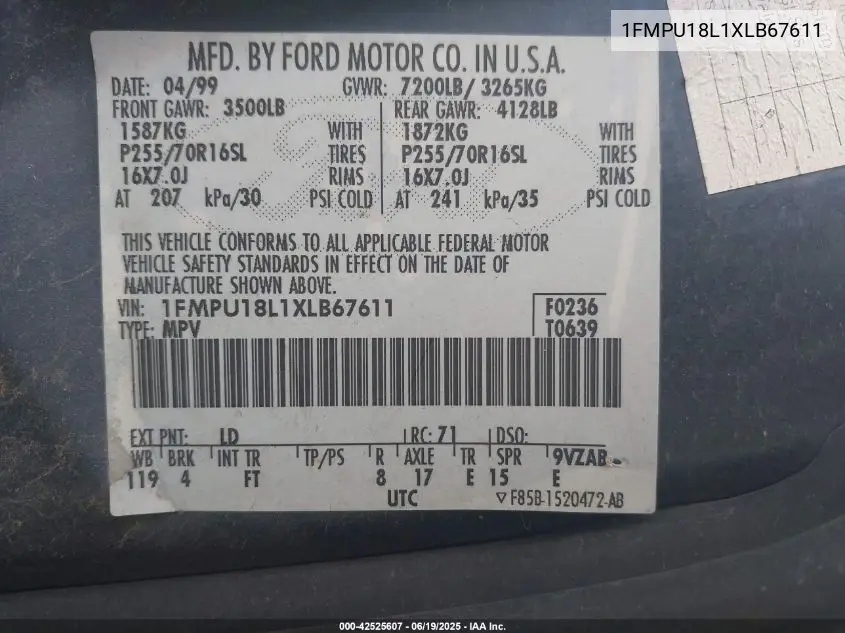 1FMPU18L1XLB67611
MFD. BY FORD MOTOR CO. IN U.S.A.
DATE: 04/99 GVWR: 7200LB/ 3265KG
FRONT GAWR: 3500LB REAR GAWR: 4128LB
1587KG WITH 1872KG WITH
P255/70R16SL TIRES P255/70R16SL TIRES
16X7.0J RIMS 16X7.0J RIMS
AT 207 kPa/30 PSI COLD AT 241 kPa/35 PSI COLD
THIS VEHICLE CONFORMS TO ALL APPLICABLE FEDERAL MOTOR
VEHICLE SAFETY STANDARDS IN EFFECT ON THE DATE OF
MANUFACTURE SHOWN ABOVE.
VIN: 1FMPU18L1XLB67611 F0236
TYPE: MPV T0639
EXT PNT: LD RC: 71 DSO:
WB BRK INT TR TP/PS R AXLE TR SPR 9VZAB
119 4 FT 8 17 E 15 E
UTC ▽ F85B-1520472-AB
000-42525607 - 06/19/2025 - IAA Inc.